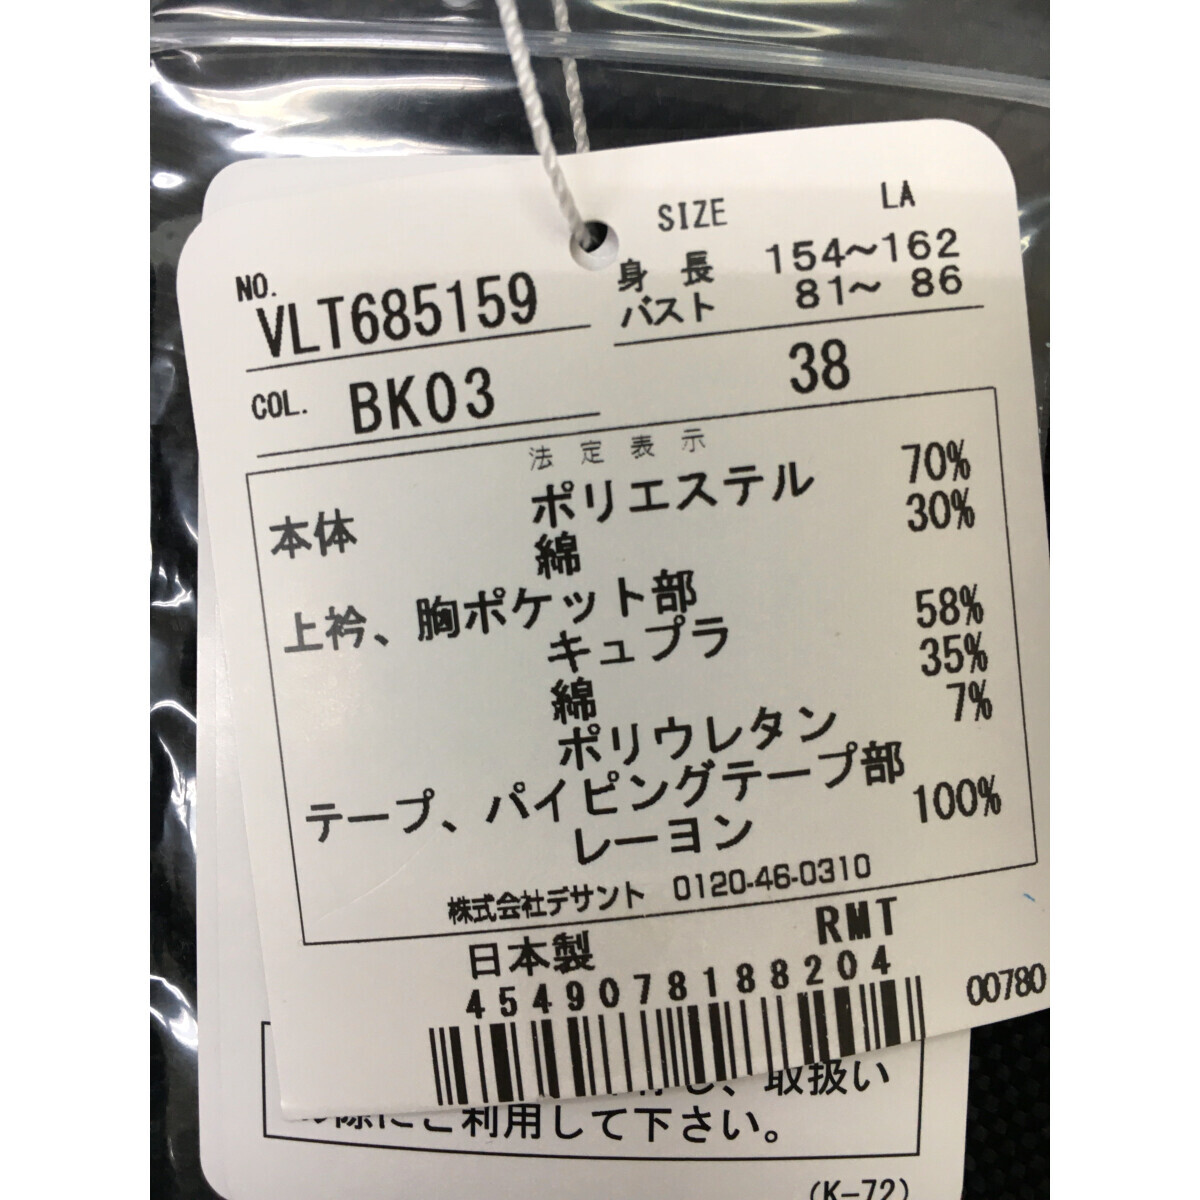 SIZE LA
身 長 154～162
バスト 81～ 86
38
NO.
VLT685159
COL. BK03
法 定 表 示
本体 ポリエステル 70%
綿 30%
上衿、胸ポケット部
キュプラ 58%
綿 35%
ポリウレタン 7%
テープ、パイピングテープ部
レーヨン 100%
株式会社デサント 0120-46-0310
日本製 RMT
4549078188204
00780
、取扱い
の際にご利用して下さい。
(K-72)